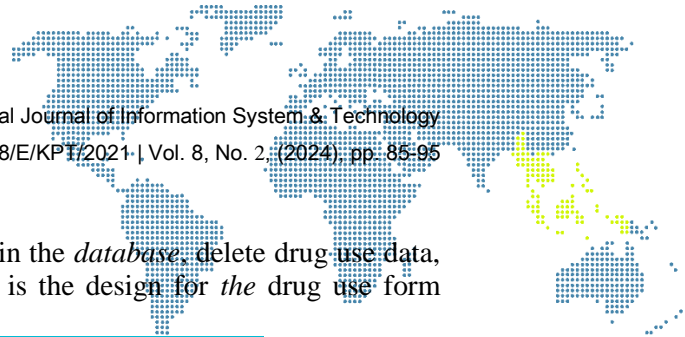 al Journal of Information System & Technology
8/E/KPT/2021 | Vol. 8, No. 2, (2024), pp. 85-95
in the database, delete drug use data,
is the design for the drug use form